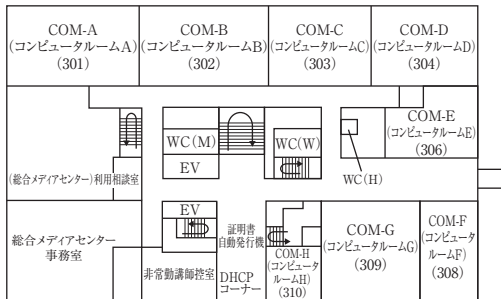 COM-A
(コンピュータルームA)
(301)
COM-B
(コンピュータルームB)
(302)
COM-C
(コンピュータルームC)
(303)
COM-D
(コンピュータルームD)
(304)
COM-E
(コンピュータルームE)
(306)
WC(M)
EV
WC(W)
WC(H)
(総合メディアセンター)利用相談室
総合メディアセンター
事務室
EV
非常勤講師控室
証明書
自動発行機
DHCP
コーナー
COM-H
(コンピュータ
ルームH)
(310)
COM-G
(コンピュータルームG)
(309)
COM-F
(コンピュータ
ルームF)
(308)